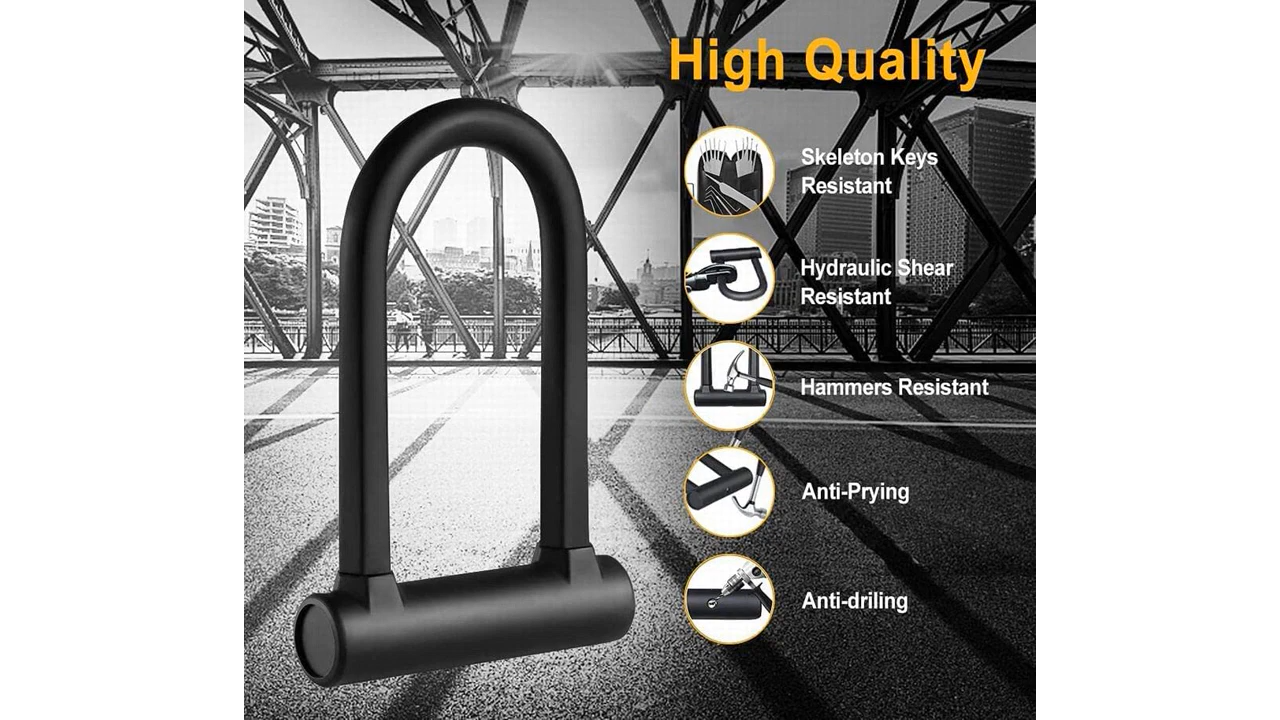 High Quality
Skeleton Keys
Resistant
Hydraulic Shear
Resistant
Hammers Resistant
Anti-Prying
Anti-driling